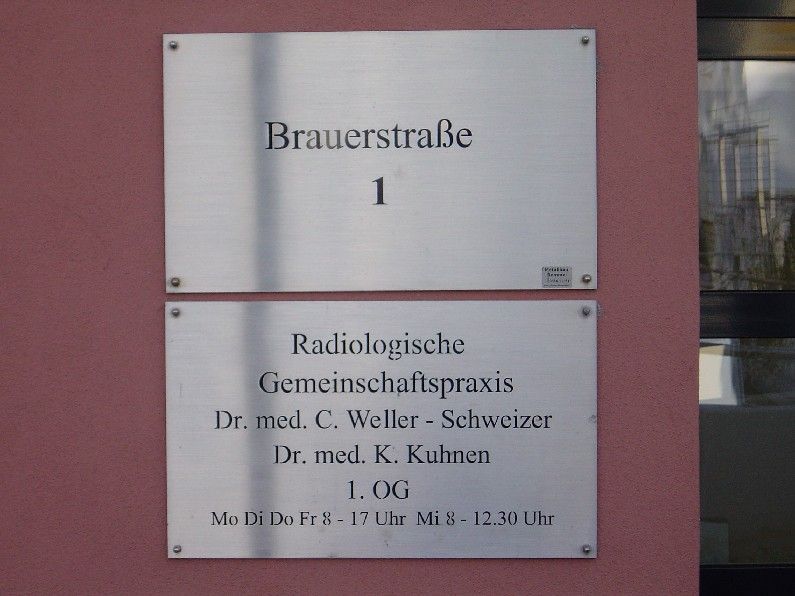 Brauerstraße
1
Radiologische
Gemeinschaftspraxis
Dr. med. C. Weller - Schweizer
Dr. med. K. Kuhnen
1. OG
Mo Di Do Fr 8 - 17 Uhr Mi 8 - 12.30 Uhr